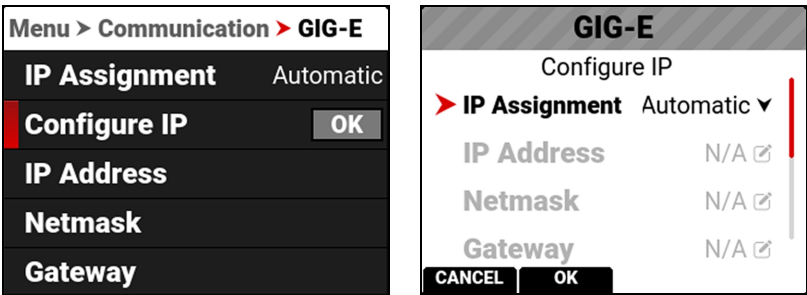 Menu > Communication > GIG-E
IP Assignment Automatic
Configure IP OK
IP Address
Netmask
Gateway
GIG-E
Configure IP
IP Assignment Automatic
IP Address N/A
Netmask N/A
Gateway N/A
CANCEL OK